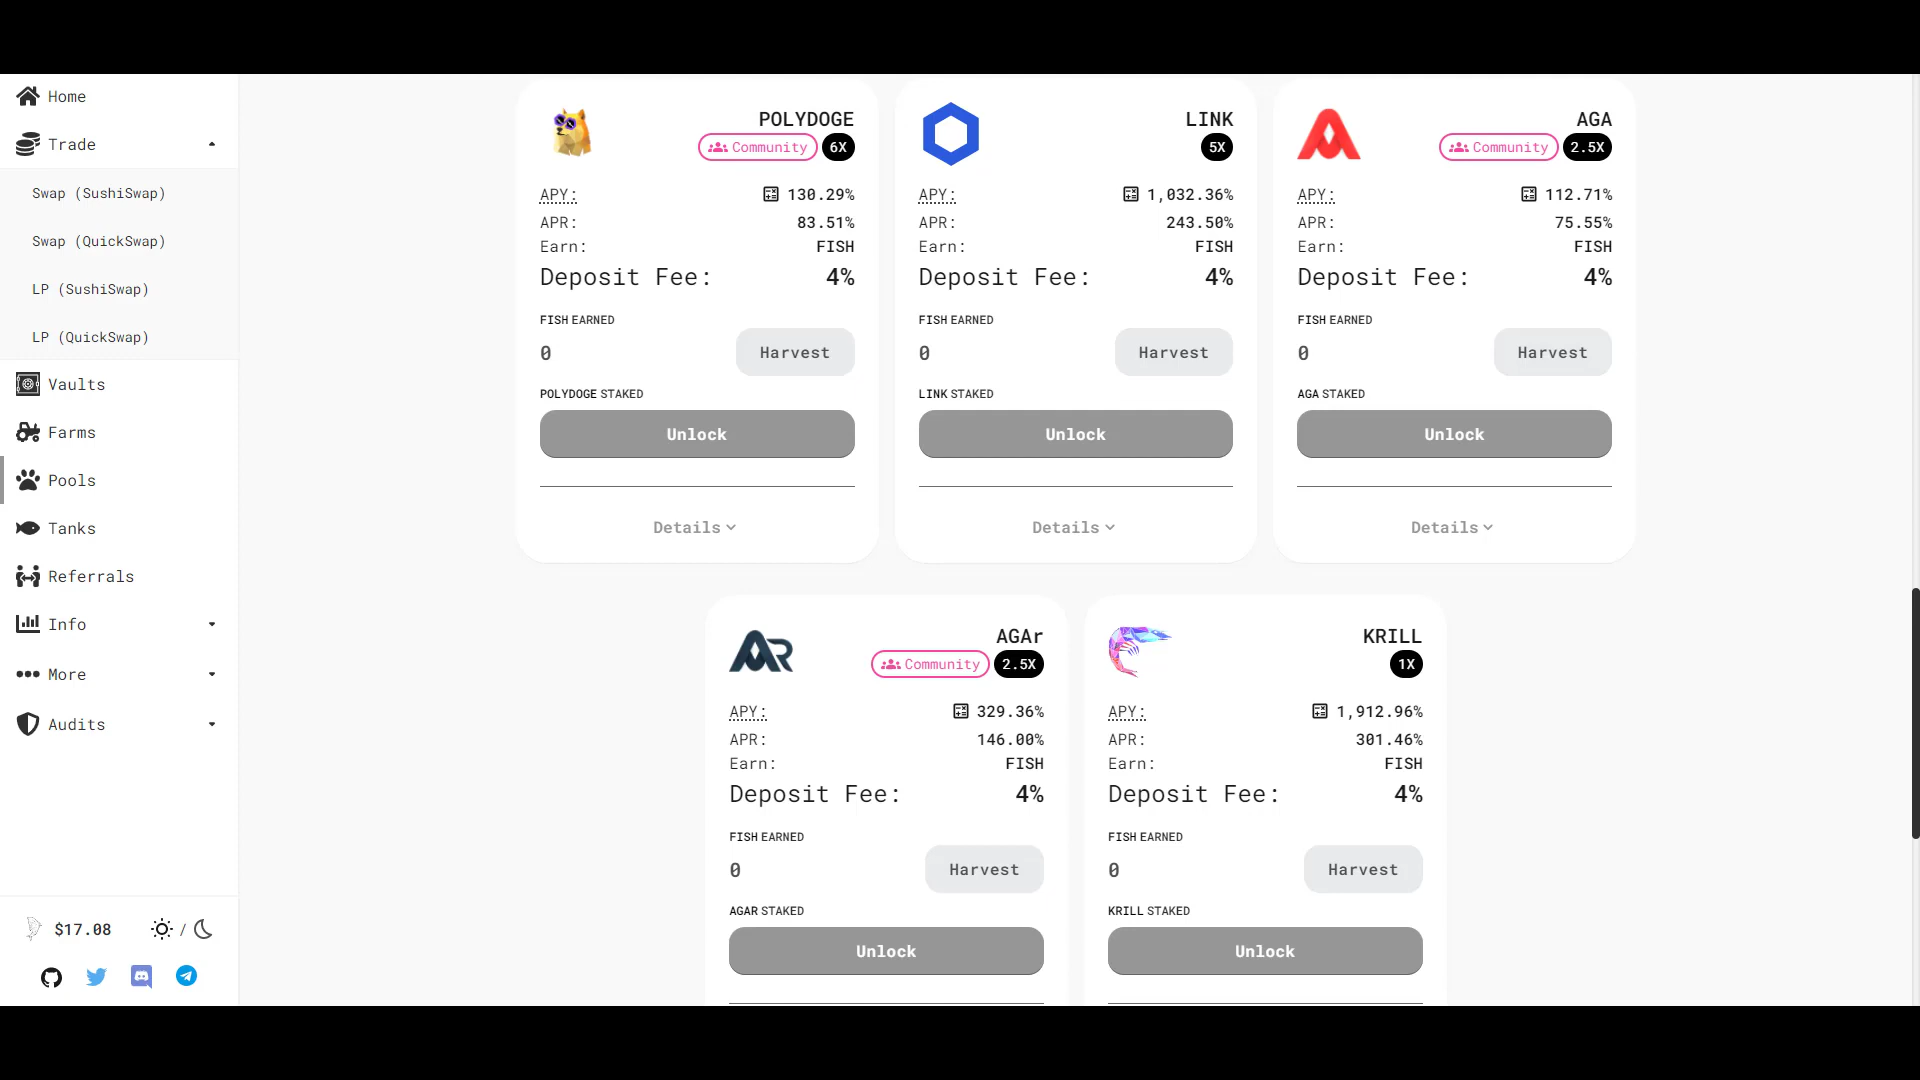 Home
Trade
Swap (SushiSwap)
Swap (QuickSwap)
LP (SushiSwap)
LP (QuickSwap)
Vaults
Farms
Pools
Tanks
Referrals
Info
More
Audits
$17.08
/
POLYDOGE
Community 6X
APY: 130.29%
APR: 83.51%
Earn: FISH
Deposit Fee: 4%
FISH EARNED
0 Harvest
POLYDOGE STAKED
Unlock
Details
LINK
5X
APY: 1,032.36%
APR: 243.50%
Earn: FISH
Deposit Fee: 4%
FISH EARNED
0 Harvest
LINK STAKED
Unlock
Details
AGA
Community 2.5X
APY: 112.71%
APR: 75.55%
Earn: FISH
Deposit Fee: 4%
FISH EARNED
0 Harvest
AGA STAKED
Unlock
Details
AR
AGAr
Community 2.5X
APY: 329.36%
APR: 146.00%
Earn: FISH
Deposit Fee: 4%
FISH EARNED
0 Harvest
AGAR STAKED
Unlock
KRILL
1X
APY: 1,912.96%
APR: 301.46%
Earn: FISH
Deposit Fee: 4%
FISH EARNED
0 Harvest
KRILL STAKED
Unlock